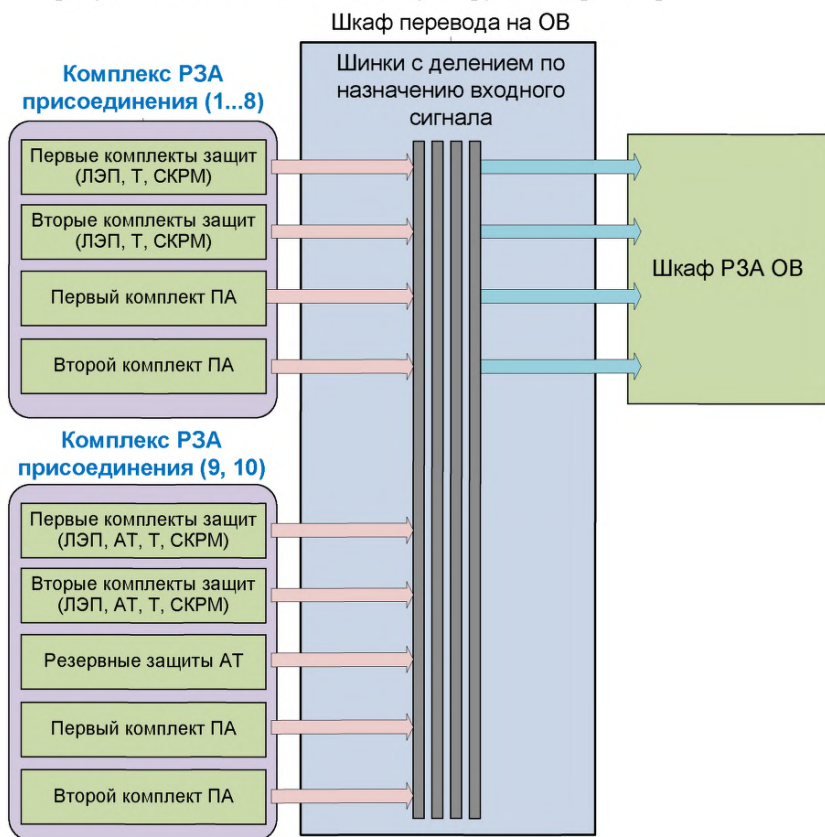 Шкаф перевода на ОВ
Комплекс РЗА
присоединения (1...8)
Первые комплекты защит
(ЛЭП, Т, СКРМ)
Вторые комплекты защит
(ЛЭП, Т, СКРМ)
Первый комплект ПА
Второй комплект ПА
Шинки с делением по
назначению входного
сигнала
Шкаф РЗА ОВ
Комплекс РЗА
присоединения (9, 10)
Первые комплекты защит
(ЛЭП, АТ, Т, СКРМ)
Вторые комплекты защит
(ЛЭП, АТ, Т, СКРМ)
Резервные защиты АТ
Первый комплект ПА
Второй комплект ПА